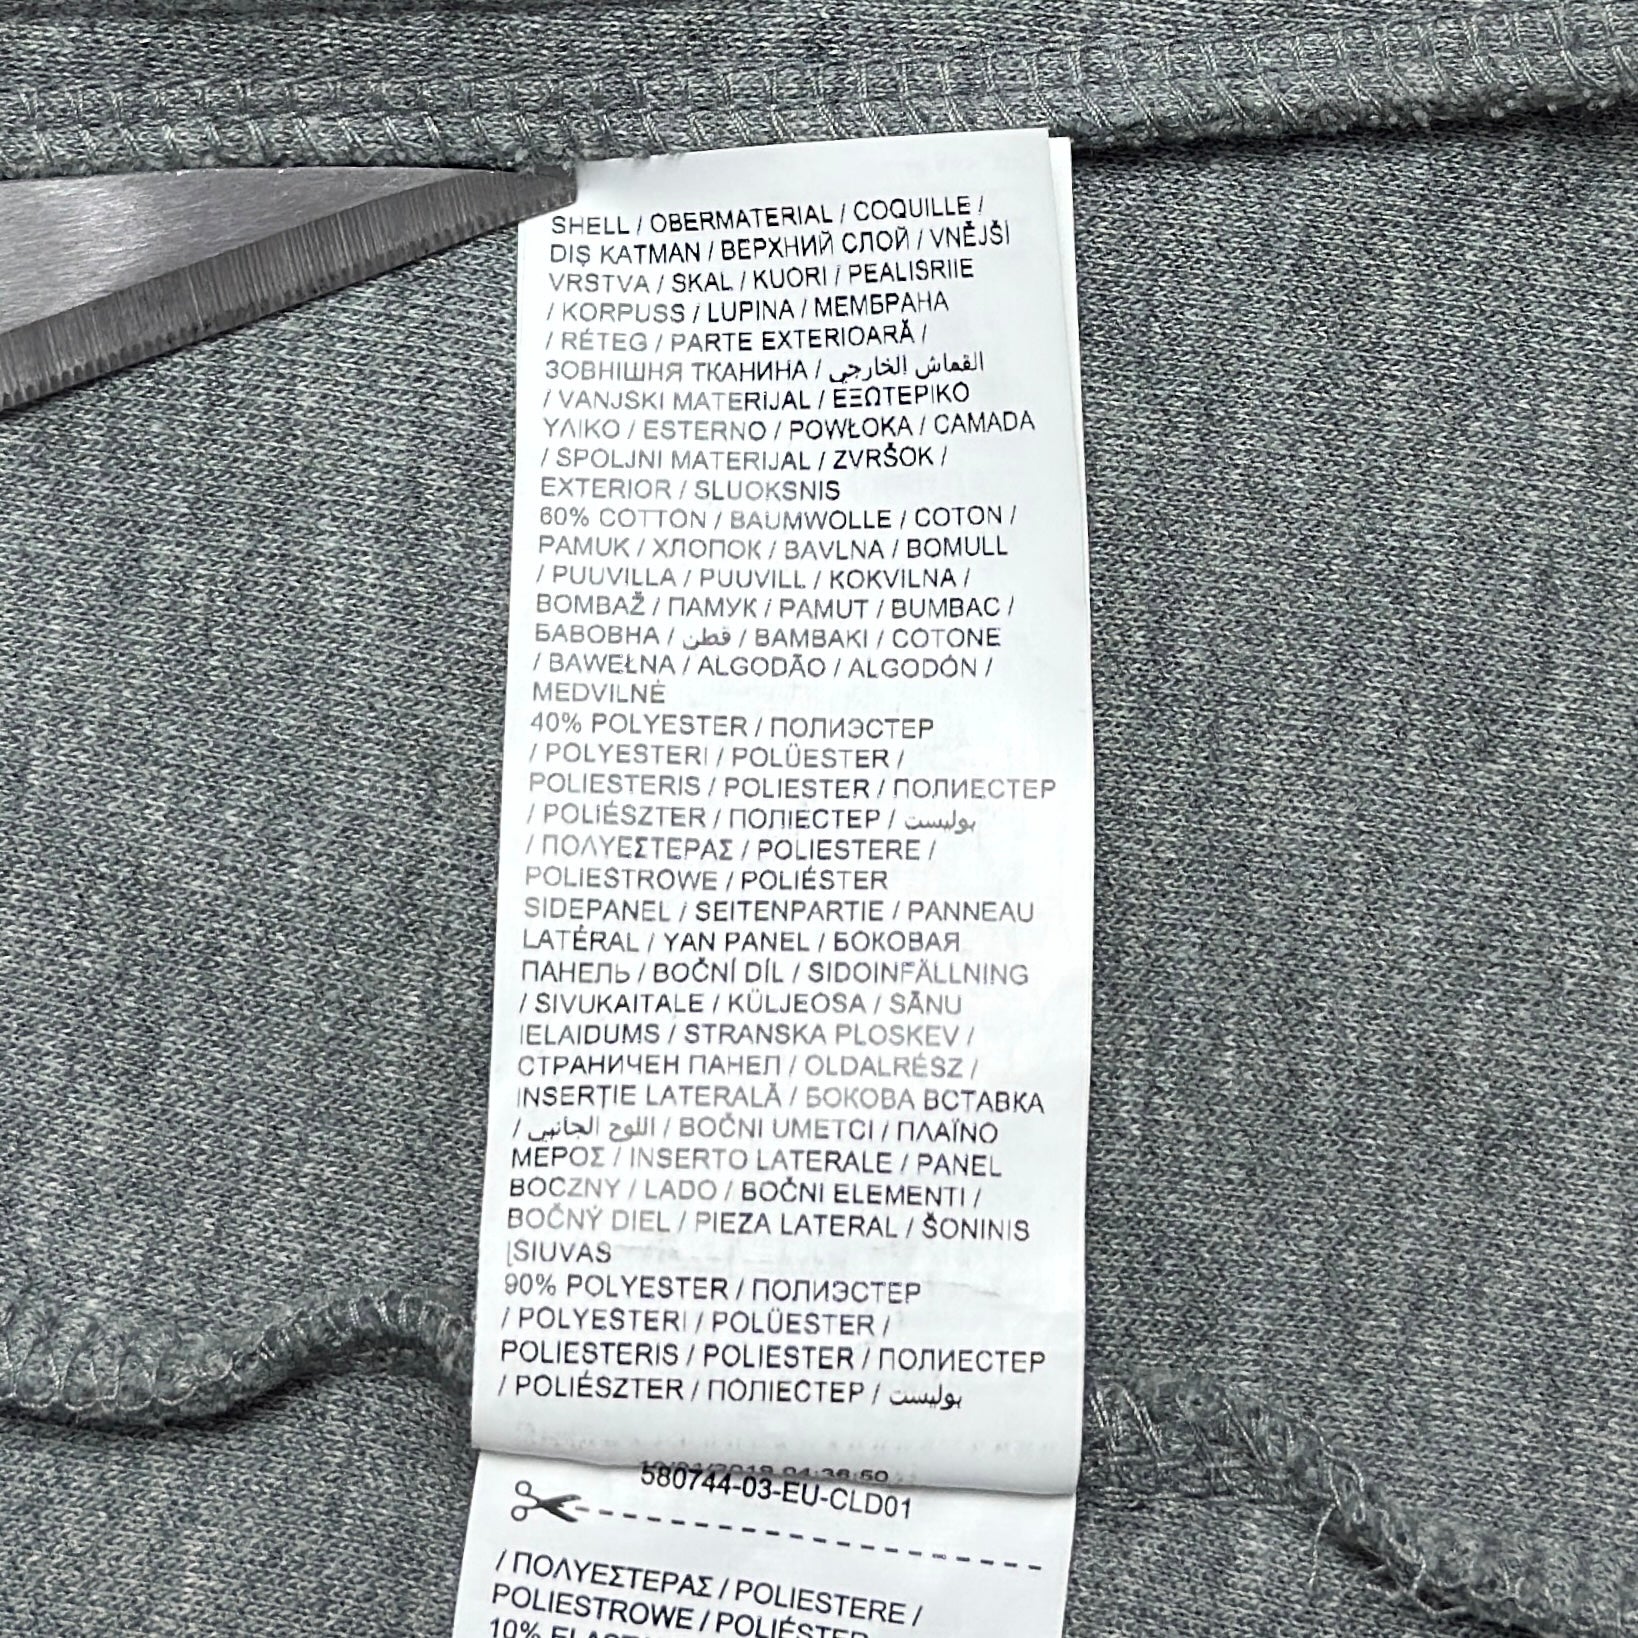 SHELL / OBERMATERIAL / COQUILLE /
DIŞ KATMAN / ВЕРХНИЙ СЛОЙ / VNĚJŠÍ
VRSTVA / SKAL / KUORI / PEALISRIIE
/ KORPUSS / LUPINA / МЕМБРАНА
/ RÉTEG / PARTE EXTERIOARĂ /
ЗОВНІШНЯ ТКАНИНА / القماش الخارجي
/ VANJSKI MATERIJAL / ΕΞΩΤΕΡΙΚΟ
ΥΛΙΚΟ / ESTERNO / POWŁOKA / CAMADA
/ SPOLJNI MATERIJAL / ZVRŠOK /
EXTERIOR / SLUOKSNIS
60% COTTON / BAUMWOLLE / COTON /
PAMUK / ХЛОПОК / BAVLNA / BOMULL
/ PUUVILLA / PUUVILL / KOKVILNA /
BOMBAŽ / ПАМУК / PAMUT / BUMBAC /
БАВОВНА / قطن / BAMBAKI / COTONE
/ BAWEŁNA / ALGODÃO / ALGODÓN /
MEDVILNĖ
40% POLYESTER / ПОЛИЭСТЕР
/ POLYESTERI / POLÜESTER /
POLIESTERIS / POLIESTER / ПОЛИЕСТЕР
/ POLIÉSZTER / ПОЛІЕСТЕР / بوليست
/ ΠΟΛΥΕΣΤΕΡΑΣ / POLIESTERE /
POLIESTROWE / POLIÉSTER
SIDEPANEL / SEITENPARTIE / PANNEAU
LATÉRAL / YAN PANEL / БОКОВАЯ
ПАНЕЛЬ / BOČNÍ DÍL / SIDOINFÄLLNING
/ SIVUKAITALE / KÜLJEOSA / SĀNU
IELAIDUMS / STRANSKA PLOSKEV /
СТРАНИЧЕН ПАНЕЛ / OLDALRÉSZ /
INSERȚIE LATERALĂ / БОКОВА ВСТАВКА
/ اللوح الجانبي / BOČNI UMETCI / ΠΛΑΪΝΟ
ΜΕΡΟΣ / INSERTO LATERALE / PANEL
BOCZNY / LADO / BOČNI ELEMENTI /
BOČNÝ DIEL / PIEZA LATERAL / ŠONINIS
ĮSIUVAS
90% POLYESTER / ПОЛИЭСТЕР
/ POLYESTERI / POLÜESTER /
POLIESTERIS / POLIESTER / ПОЛИЕСТЕР
/ POLIÉSZTER / ПОЛІЕСТЕР / بوليست
580744-03-EU-CLD01
/ ΠΟΛΥΕΣΤΕΡΑΣ / POLIESTERE /
POLIESTROWE / POLIÉSTER
10%